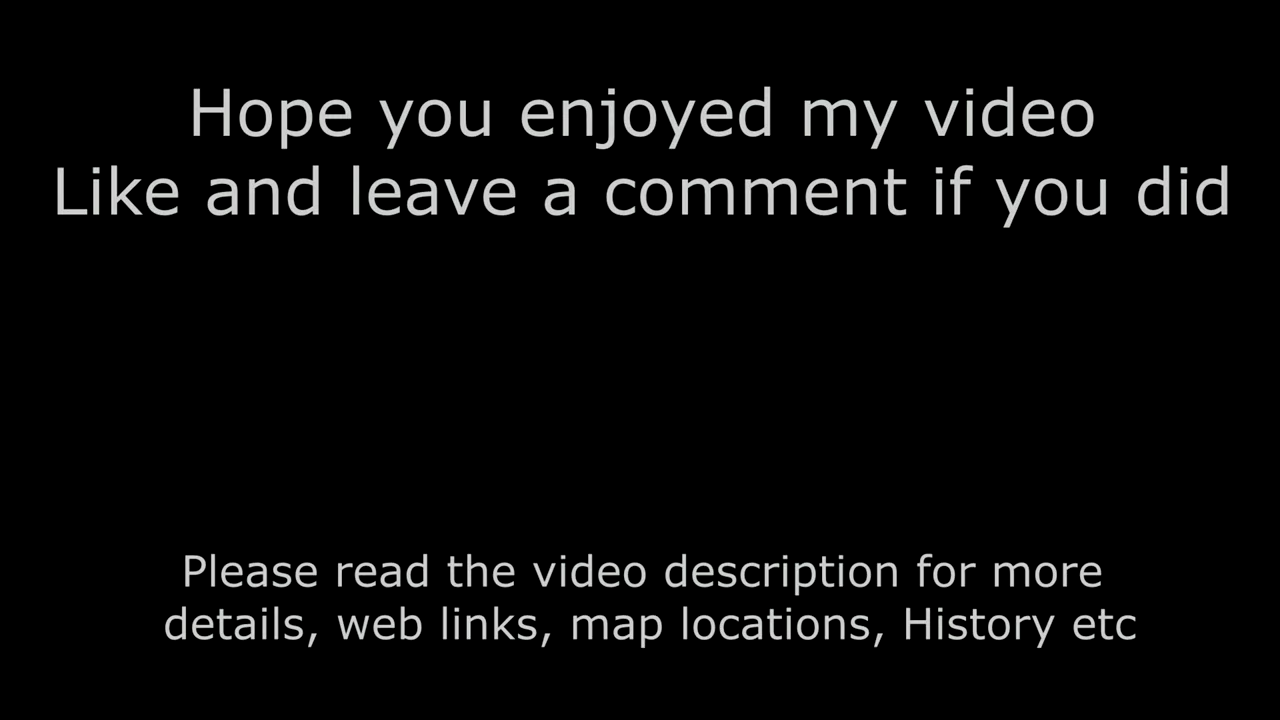 Hope you enjoyed my video
Like and leave a comment if you did
Please read the video description for more
details, web links, map locations, History etc